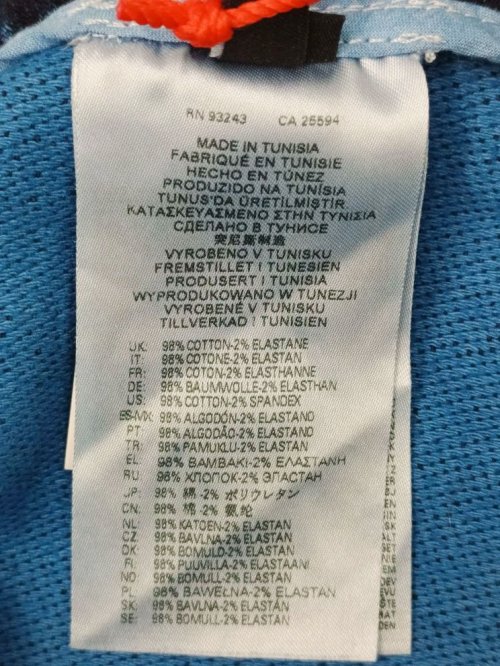 RN 93243 CA 25594
MADE IN TUNISIA
FABRIQUÉ EN TUNISIE
HECHO EN TÚNEZ
PRODUZIDO NA TUNÍSIA
TUNUS'DA ÜRETİLMİŞTİR
ΚΑΤΑΣΚΕΥΑΣΜΕΝΟ ΣΤΗΝ ΤΥΝΙΣΙΑ
СДЕЛАНО В ТУНИСЕ
突尼斯制造
VYROBENO V TUNISKU
FREMSTILLET I TUNESIEN
PRODUSERT I TUNISIA
WYPRODUKOWANO W TUNEZJI
VYROBENÉ V TUNISKU
TILLVERKAD I TUNISIEN
UK: 98% COTTON-2% ELASTANE
IT: 98% COTONE-2% ELASTAN
FR: 98% COTON-2% ELASTHANNE
DE: 98% BAUMWOLLE-2% ELASTHAN
US: 98% COTTON-2% SPANDEX
ES-MX: 98% ALGODÓN-2% ELASTANO
PT: 98% ALGODÃO-2% ELASTANO
TR: 98% PAMUKLU-2% ELASTAN
EL: 98% ΒΑΜΒΑΚΙ-2% ΕΛΑΣΤΑΝΗ
RU: 98% ХЛОПОК-2% ЭЛАСТАН
JP: 98% 綿 -2% ポリウレタン
CN: 98% 棉 -2% 氨纶
NL: 98% KATOEN-2% ELASTAN
CZ: 98% BAVLNA-2% ELASTAN
DK: 98% BOMULD-2% ELASTAN
FI: 98% PUUVILLA-2% ELASTAANI
NO: 98% BOMULL-2% ELASTAN
PL: 98% BAWEŁNA-2% ELASTAN
SK: 98% BAVLNA-2% ELASTAN
SE: 98% BOMULL-2% ELASTAN